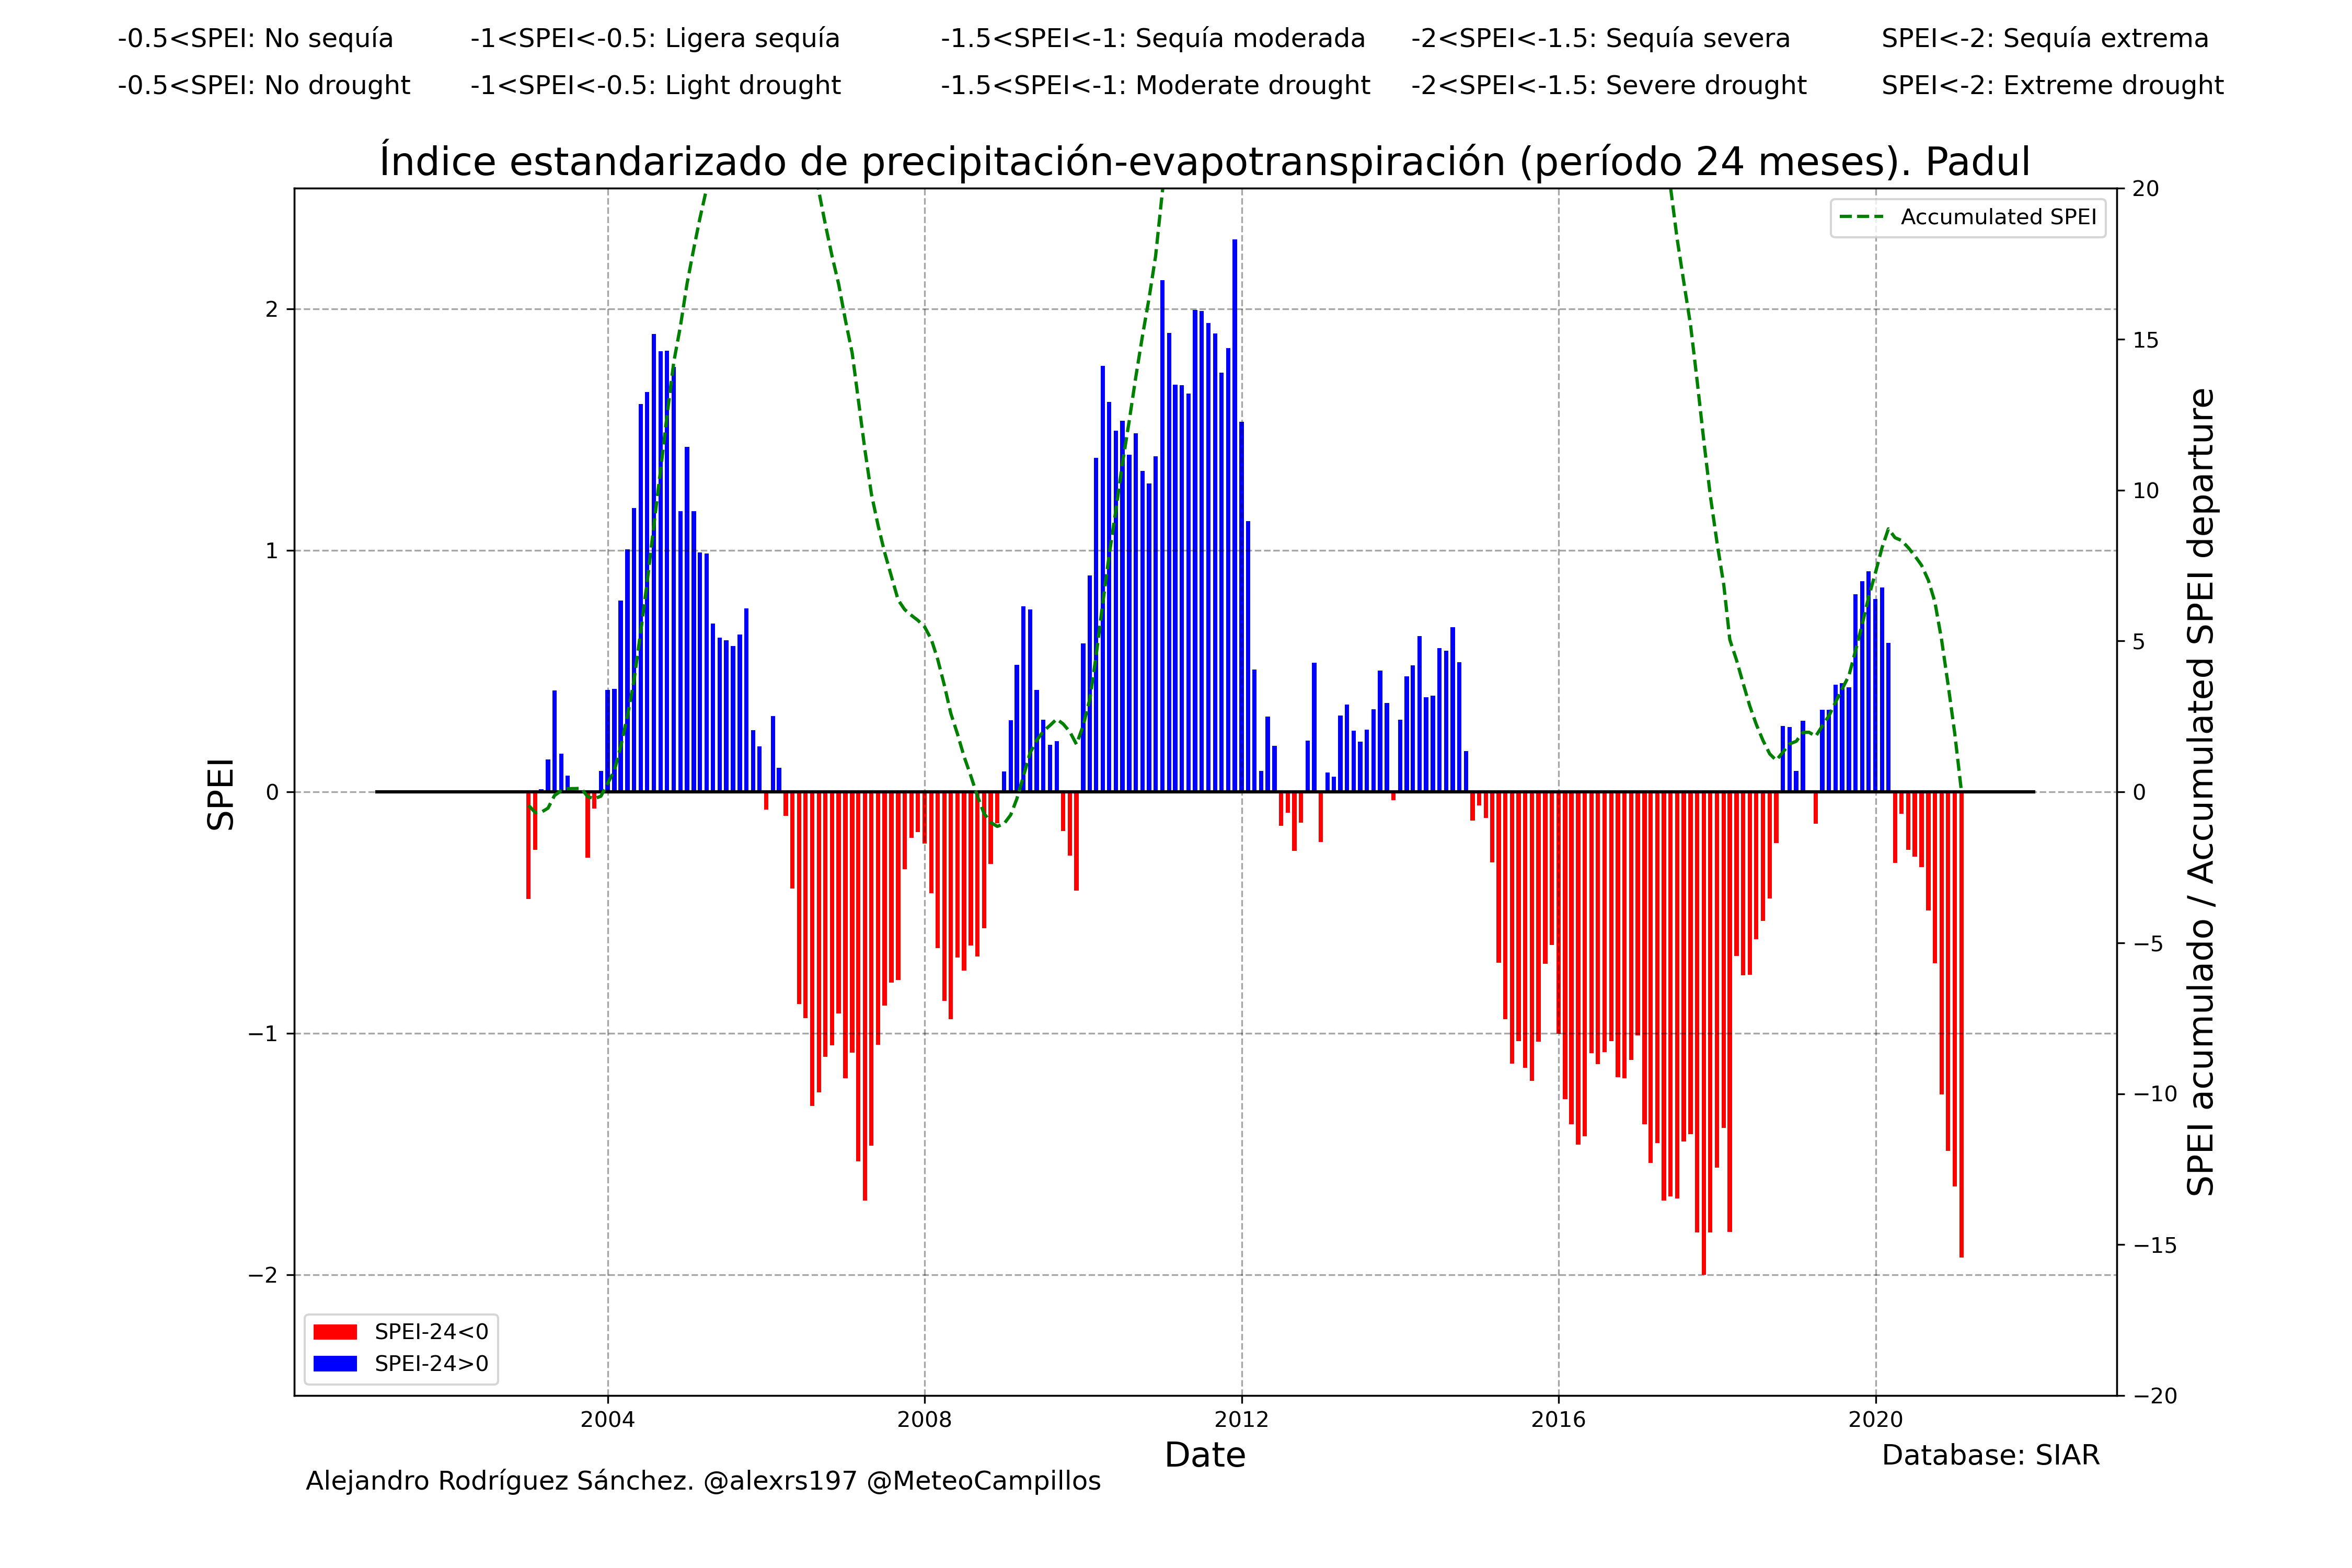 -0.5<SPEI: No sequía -1<SPEI<-0.5: Ligera sequía -1.5<SPEI<-1: Sequía moderada -2<SPEI<-1.5: Sequía severa SPEI<-2: Sequía extrema
-0.5<SPEI: No drought -1<SPEI<-0.5: Light drought -1.5<SPEI<-1: Moderate drought -2<SPEI<-1.5: Severe drought SPEI<-2: Extreme drought
Índice estandarizado de precipitación-evapotranspiración (período 24 meses). Padul
Accumulated SPEI
SPEI
2
1
0
−1
−2
20
15
10
5
0
−5
−10
−15
−20
SPEI acumulado / Accumulated SPEI departure
SPEI-24<0
SPEI-24>0
2004 2008 2012 2016 2020
Date
Database: SIAR
Alejandro Rodríguez Sánchez. @alexrs197 @MeteoCampillos